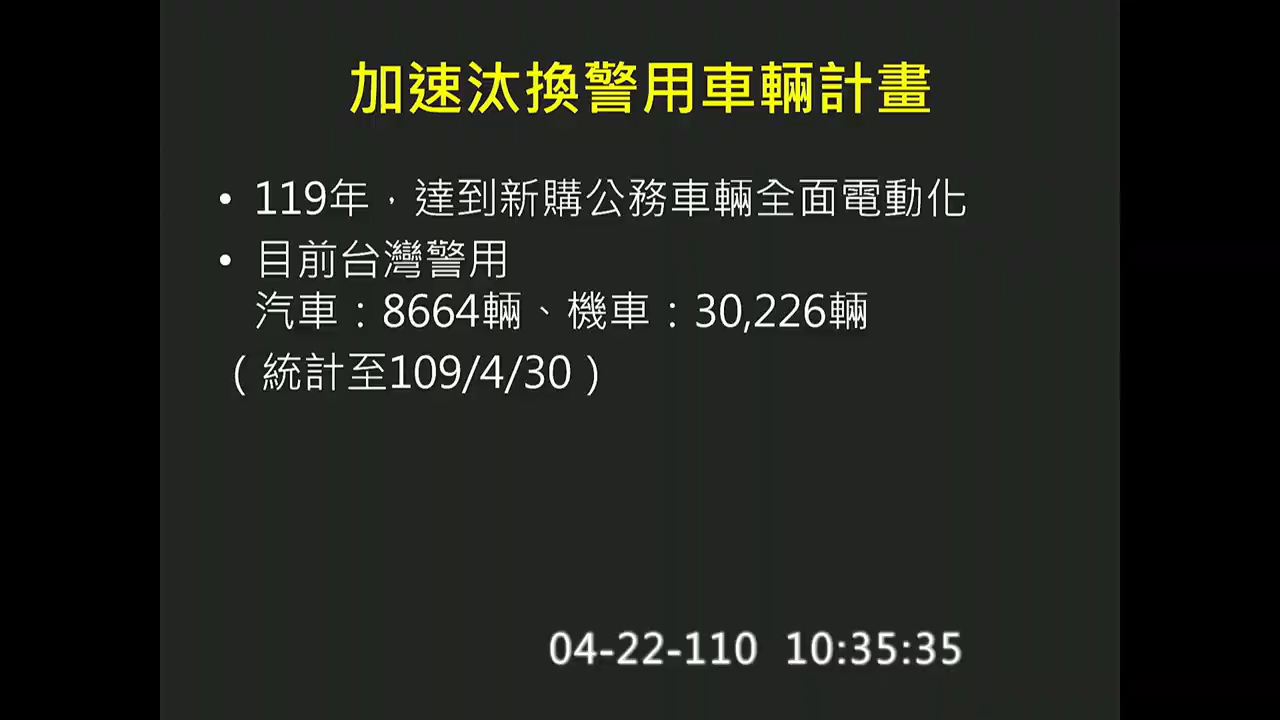 加速汰換警用車輛計畫
• 119年，達到新購公務車輛全面電動化
• 目前台灣警用
汽車：8664輛、機車：30,226輛
（統計至109/4/30）
04-22-110 10:35:35